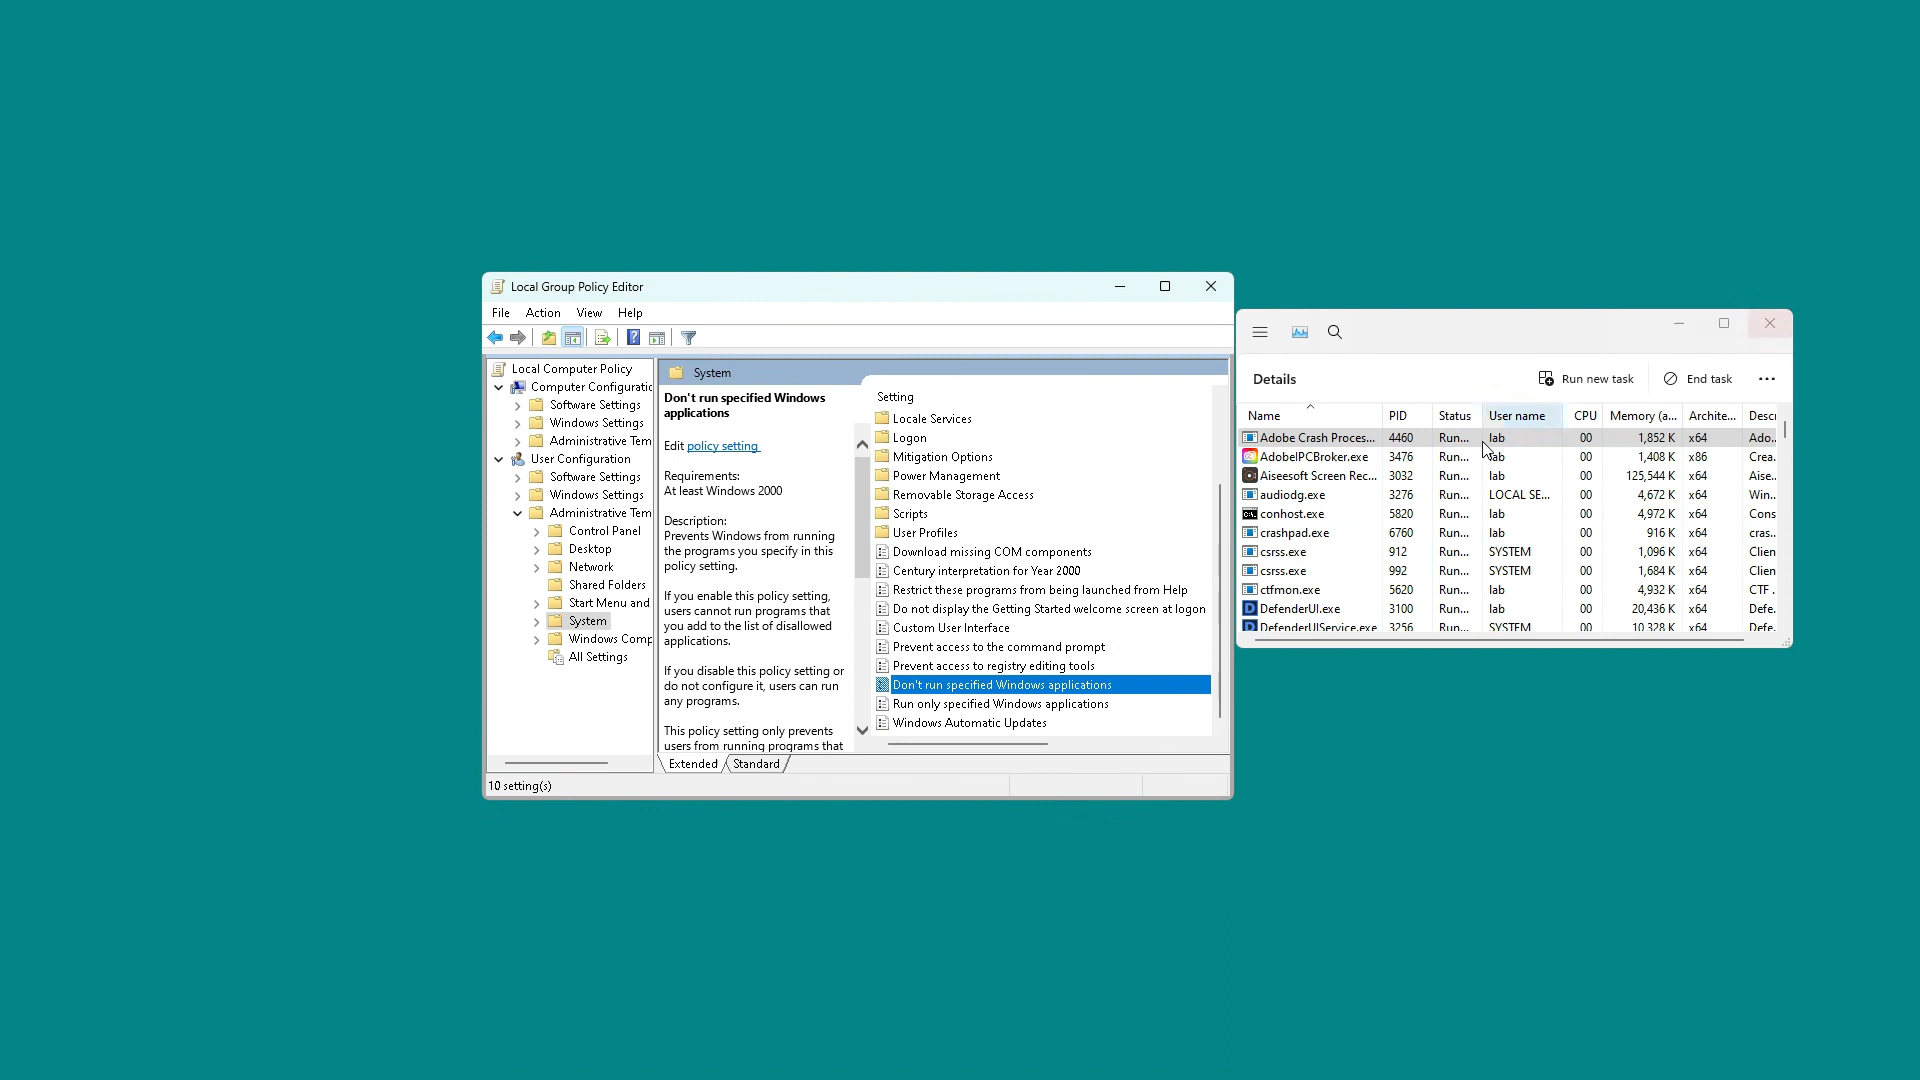 Local Group Policy Editor
File Action View Help
Local Computer Policy
Computer Configuratic
Software Settings
Windows Settings
Administrative Tem
User Configuration
Software Settings
Windows Settings
Administrative Tem
Control Panel
Desktop
Network
Shared Folders
Start Menu and
System
Windows Comp
All Settings
System
Don't run specified Windows
applications
Edit policy setting
Requirements:
At least Windows 2000
Description:
Prevents Windows from running
the programs you specify in this
policy setting.
If you enable this policy setting,
users cannot run programs that
you add to the list of disallowed
applications.
If you disable this policy setting or
do not configure it, users can run
any programs.
This policy setting only prevents
users from running programs that
Setting
Locale Services
Logon
Mitigation Options
Power Management
Removable Storage Access
Scripts
User Profiles
Download missing COM components
Century interpretation for Year 2000
Restrict these programs from being launched from Help
Do not display the Getting Started welcome screen at logon
Custom User Interface
Prevent access to the command prompt
Prevent access to registry editing tools
Don't run specified Windows applications
Run only specified Windows applications
Windows Automatic Updates
Extended Standard
10 setting(s)
Details Run new task End task
Name PID Status User name CPU Memory (a... Archite... Descr
Adobe Crash Proces... 4460 Run... lab 00 1,852 K x64 Ado...
AdobeIPCBroker.exe 3476 Run... lab 00 1,408 K x86 Crea...
Aiseesoft Screen Rec... 3032 Run... lab 00 125,544 K x64 Aise...
audiodg.exe 3276 Run... LOCAL SE... 00 4,672 K x64 Win...
conhost.exe 5820 Run... lab 00 4,972 K x64 Cons
crashpad.exe 6760 Run... lab 00 916 K x64 cras...
csrss.exe 912 Run... SYSTEM 00 1,096 K x64 Clien
csrss.exe 992 Run... SYSTEM 00 1,684 K x64 Clien
ctfmon.exe 5620 Run... lab 00 4,932 K x64 CTF .
DefenderUI.exe 3100 Run... lab 00 20,436 K x64 Defe.
DefenderUIService.exe 3256 Run... SYSTEM 00 10,328 K x64 Defe.